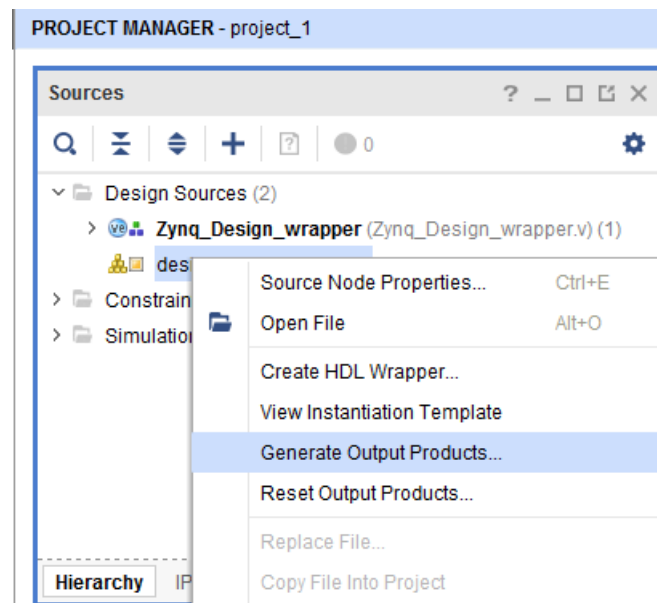 PROJECT MANAGER - project_1
Sources
? _
0
Design Sources (2)
Zynq_Design_wrapper (Zynq_Design_wrapper.v) (1)
des
Constrain
Simulation
Source Node Properties... Ctrl+E
Open File Alt+O
Create HDL Wrapper...
View Instantiation Template
Generate Output Products...
Reset Output Products...
Replace File...
Copy File Into Project
Hierarchy IP